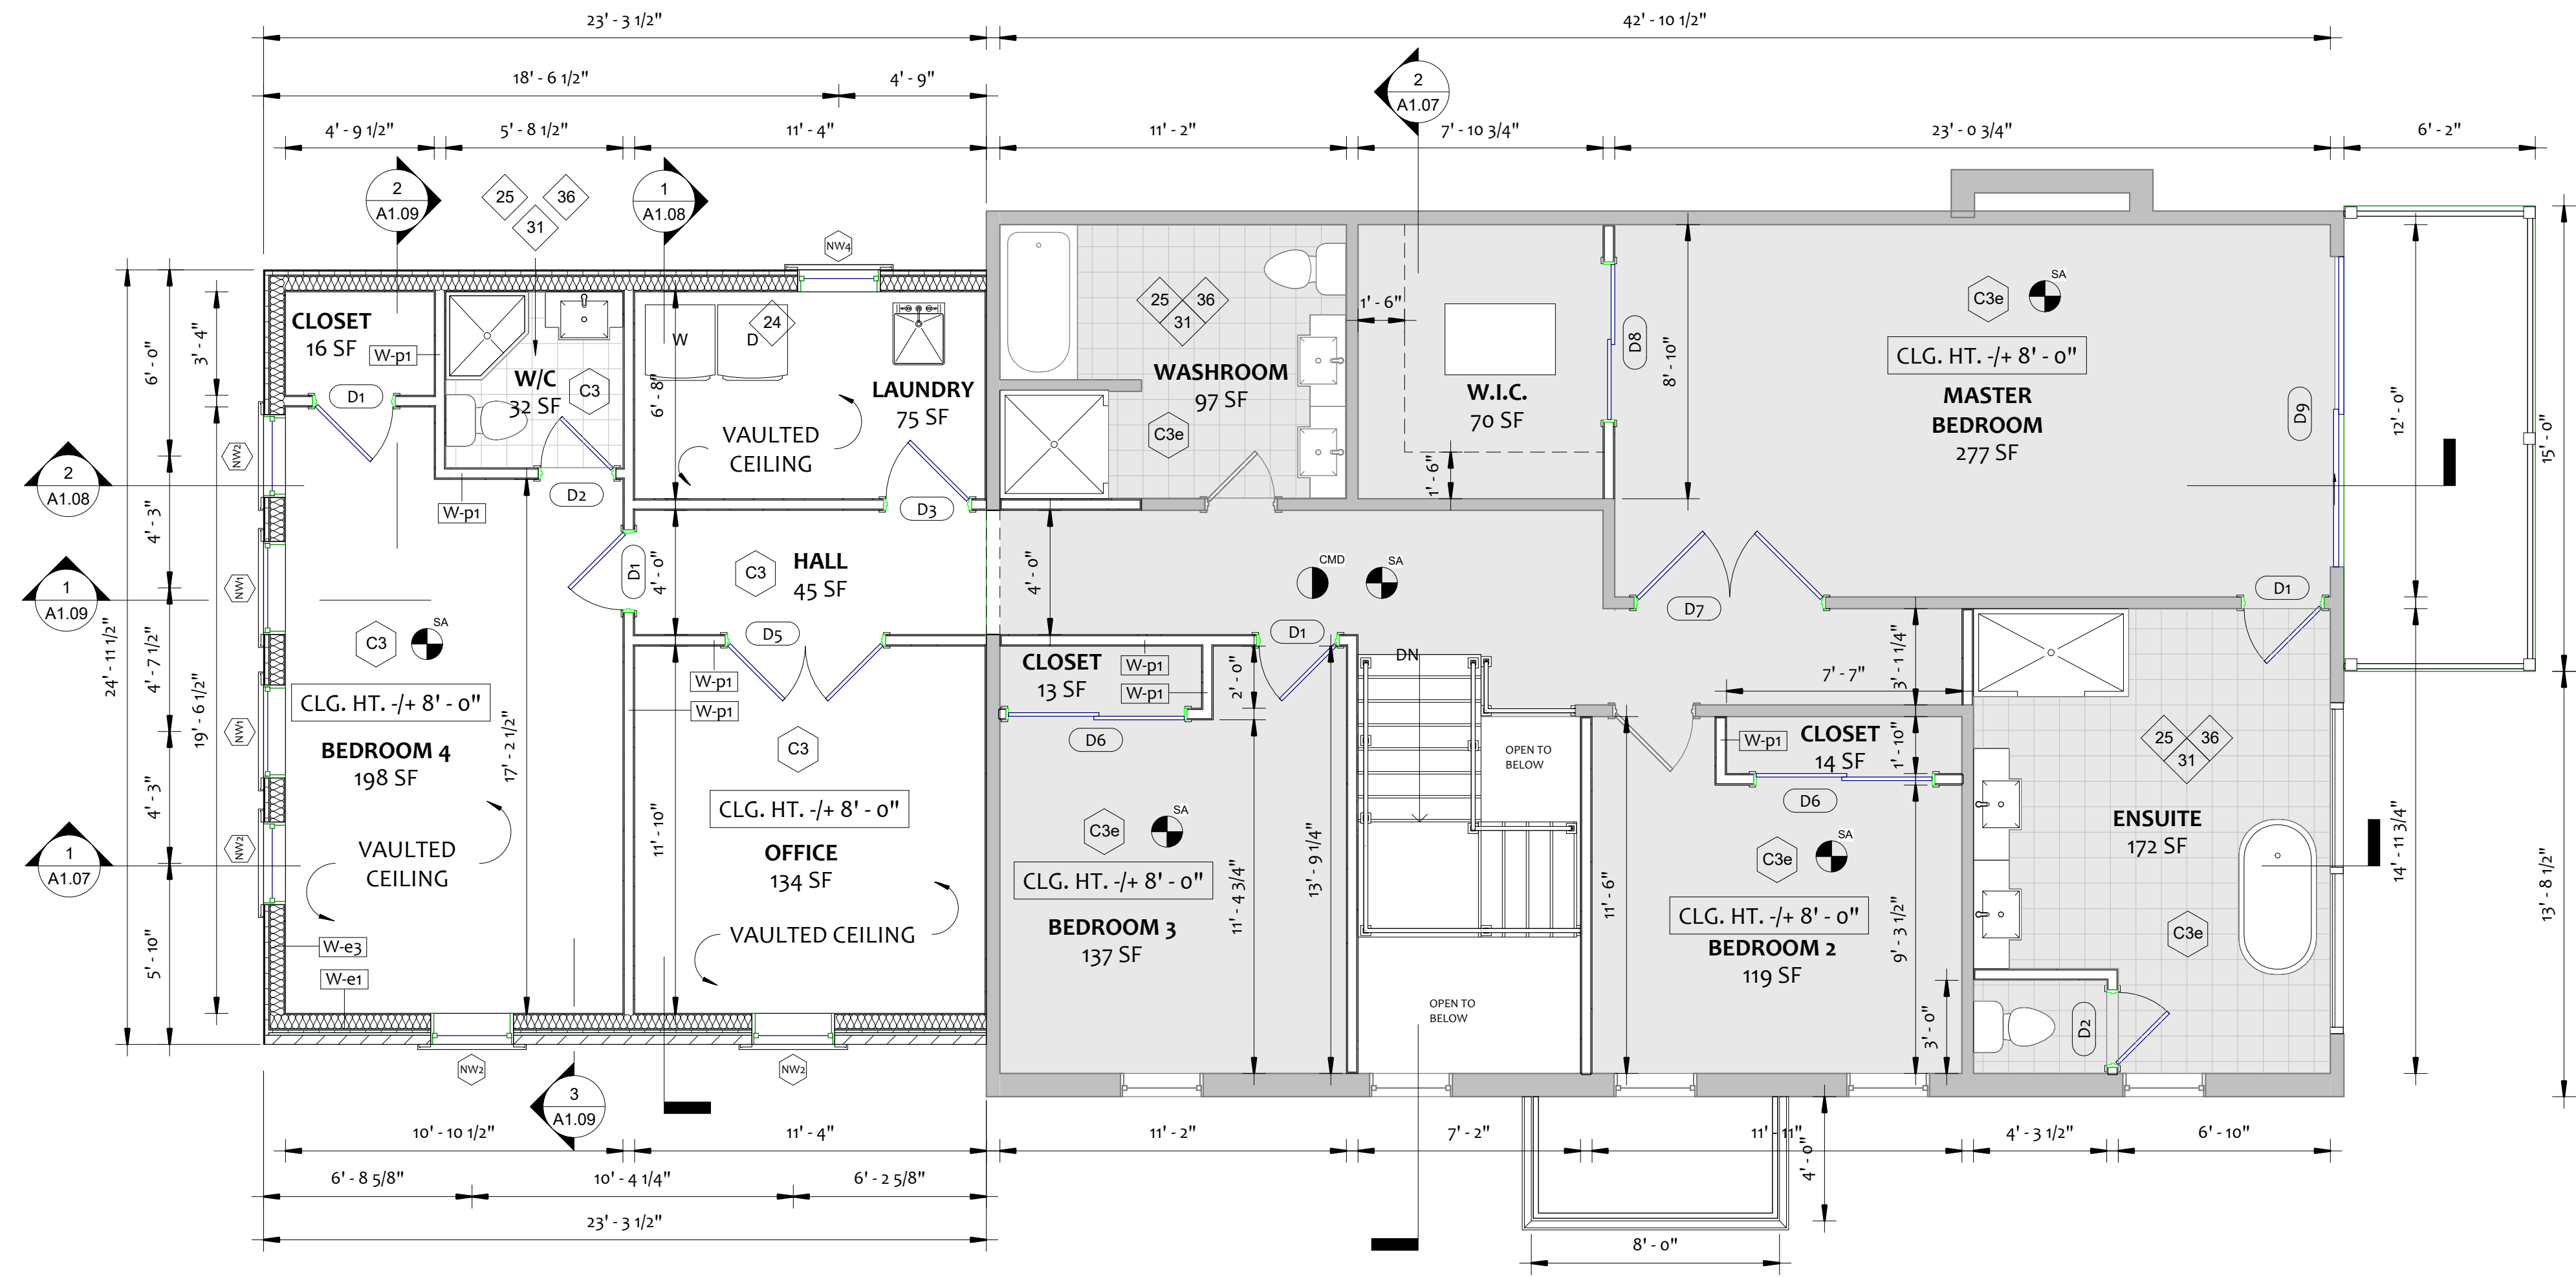 23' - 3 1/2"
42' - 10 1/2"
18' - 6 1/2"
4' - 9"
2
A1.07
4' - 9 1/2"
5' - 8 1/2"
11' - 4"
11' - 2"
7' - 10 3/4"
23' - 0 3/4"
6' - 2"
2
A1.09
25
36
31
1
A1.08
NW4
CLOSET
16 SF
W-p1
D1
W/C
32 SF
C3
D2
W-p1
W
D
24
LAUNDRY
75 SF
6' - 8"
VAULTED
CEILING
D3
25
36
31
WASHROOM
97 SF
C3e
1' - 6"
W.I.C.
70 SF
1' - 6"
D8
8' - 10"
C3e
SA
CLG. HT. -/+ 8' - 0"
MASTER
BEDROOM
277 SF
D9
12' - 0"
15' - 0"
3' - 4"
6' - 0"
NW2
2
A1.08
4' - 3"
NW1
1
A1.09
24' - 11 1/2"
4' - 7 1/2"
19' - 6 1/2"
NW1
4' - 3"
NW2
1
A1.07
5' - 10"
D1
4' - 0"
C3
HALL
45 SF
D5
4' - 0"
CMD
SA
D1
D7
D1
C3
SA
CLG. HT. -/+ 8' - 0"
BEDROOM 4
198 SF
17' - 2 1/2"
VAULTED
CEILING
W-e3
W-e1
W-p1
W-p1
C3
CLG. HT. -/+ 8' - 0"
OFFICE
134 SF
11' - 10"
VAULTED CEILING
CLOSET
13 SF
W-p1
W-p1
2' - 0"
D6
C3e
SA
CLG. HT. -/+ 8' - 0"
BEDROOM 3
137 SF
11' - 4 3/4"
13' - 9 1/4"
DN
OPEN TO
BELOW
OPEN TO
BELOW
7' - 7"
3' - 1 1/4"
W-p1
CLOSET
14 SF
1' - 10"
D6
C3e
SA
CLG. HT. -/+ 8' - 0"
BEDROOM 2
119 SF
11' - 6"
9' - 3 1/2"
3' - 0"
25
36
31
ENSUITE
172 SF
C3e
D2
14' - 11 3/4"
13' - 8 1/2"
NW2
NW2
3
A1.09
10' - 10 1/2"
11' - 4"
11' - 2"
7' - 2"
11' - 11"
4' - 3 1/2"
6' - 10"
4' - 0"
6' - 8 5/8"
10' - 4 1/4"
6' - 2 5/8"
23' - 3 1/2"
8' - 0"